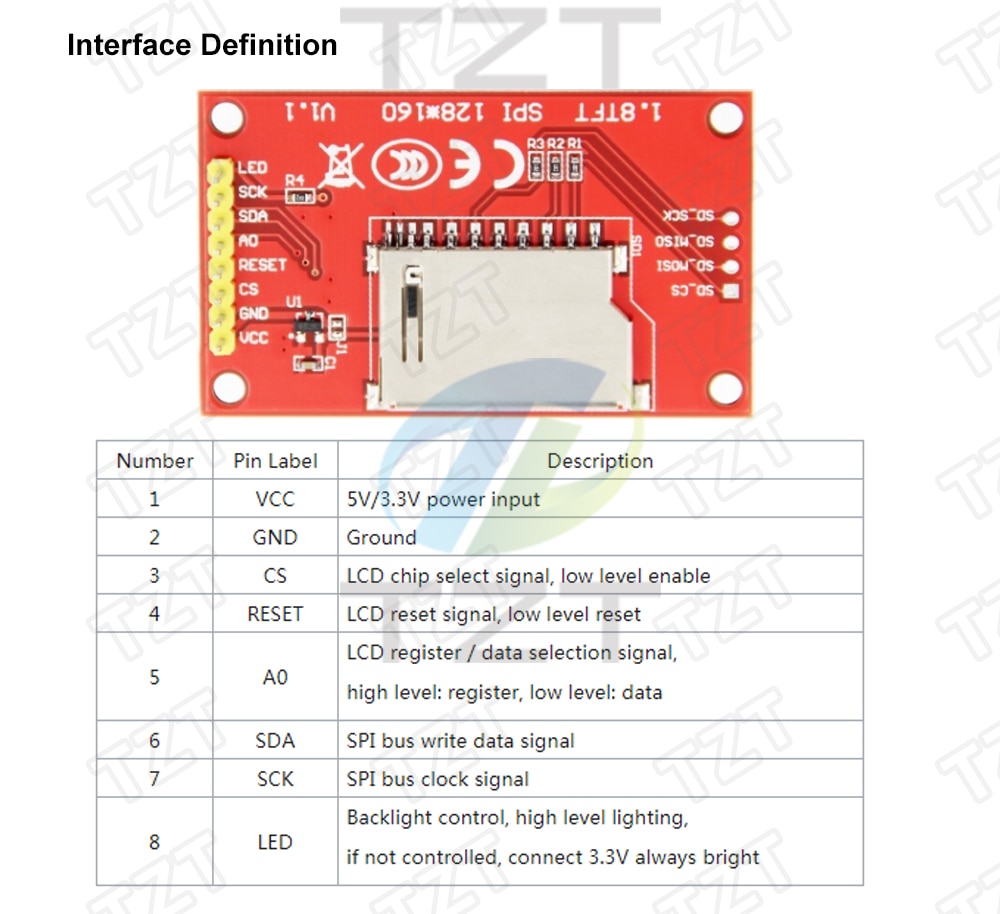 Interface Definition
TZT
1.8TFT SPI 128*160 V1.1
LED
SCK
SDA
A0
RESET
CS
GND
VCC
R4
R3 R2 R1
U1
J1
C1
SD1
SD_SCK
SD_MISO
SD_MOSI
SD_CS
Number Pin Label Description
1 VCC 5V/3.3V power input
2 GND Ground
3 CS LCD chip select signal, low level enable
4 RESET LCD reset signal, low level reset
5 A0 LCD register / data selection signal,
high level: register, low level: data
6 SDA SPI bus write data signal
7 SCK SPI bus clock signal
8 LED Backlight control, high level lighting,
if not controlled, connect 3.3V always bright
TZT